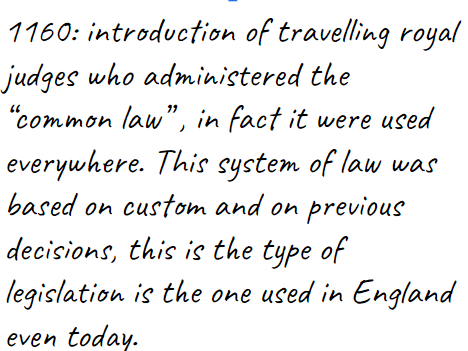 1160: introduction of travelling royal
judges who administered the
“common law”, in fact it were used
everywhere. This system of law was
based on custom and on previous
decisions, this is the type of
legislation is the one used in England
even today.